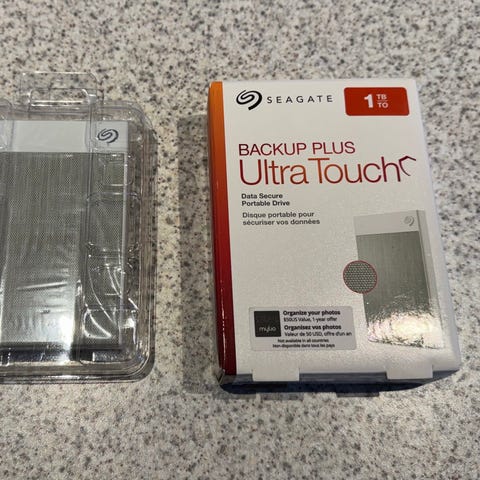 SEAGATE
1 TB
TO
BACKUP PLUS
Ultra Touch
Data Secure
Portable Drive
Disque portable pour
sécuriser vos données
mylio
Organize your photos
$50US Value, 1-year offer
Organisez vos photos
Valeur de 50 USD, offre d'un an
Not available in all countries
Non disponible dans tous les pays